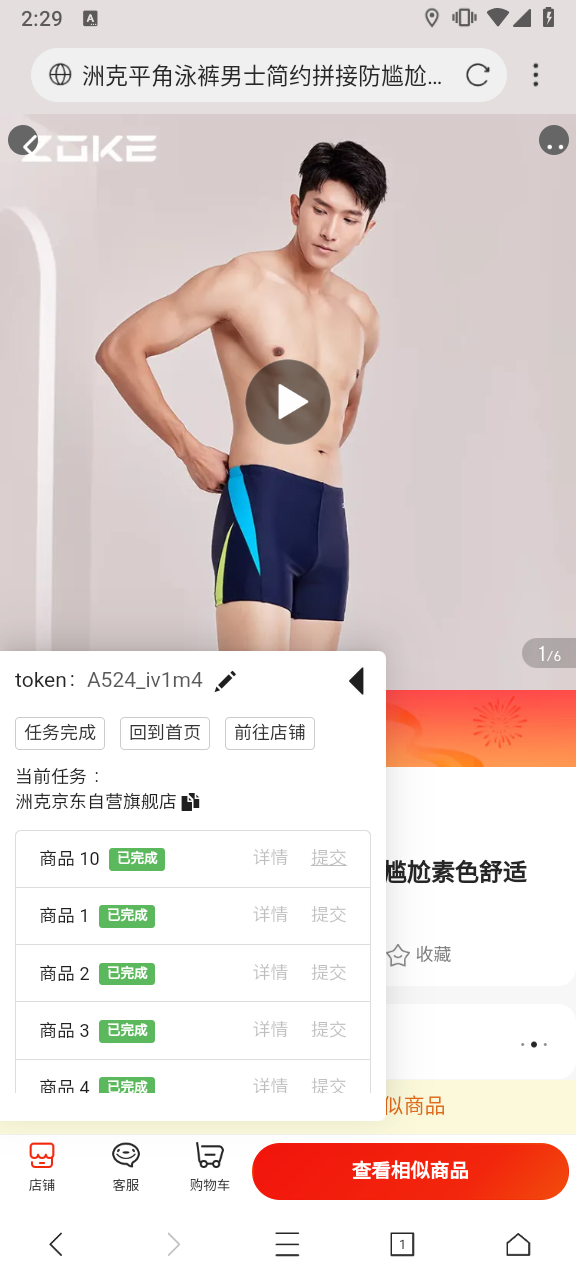 2:29
A
洲克平角泳裤男士简约拼接防尴尬...
ZOKE
1/6
token： A524_iv1m4
任务完成 回到首页 前往店铺
当前任务：
洲克京东自营旗舰店
商品 10 已完成 详情 提交
商品 1 已完成 详情 提交
商品 2 已完成 详情 提交
商品 3 已完成 详情 提交
商品 4 已完成 详情 提交
尴尬素色舒适
收藏
似商品
店铺 客服 购物车 查看相似商品
1